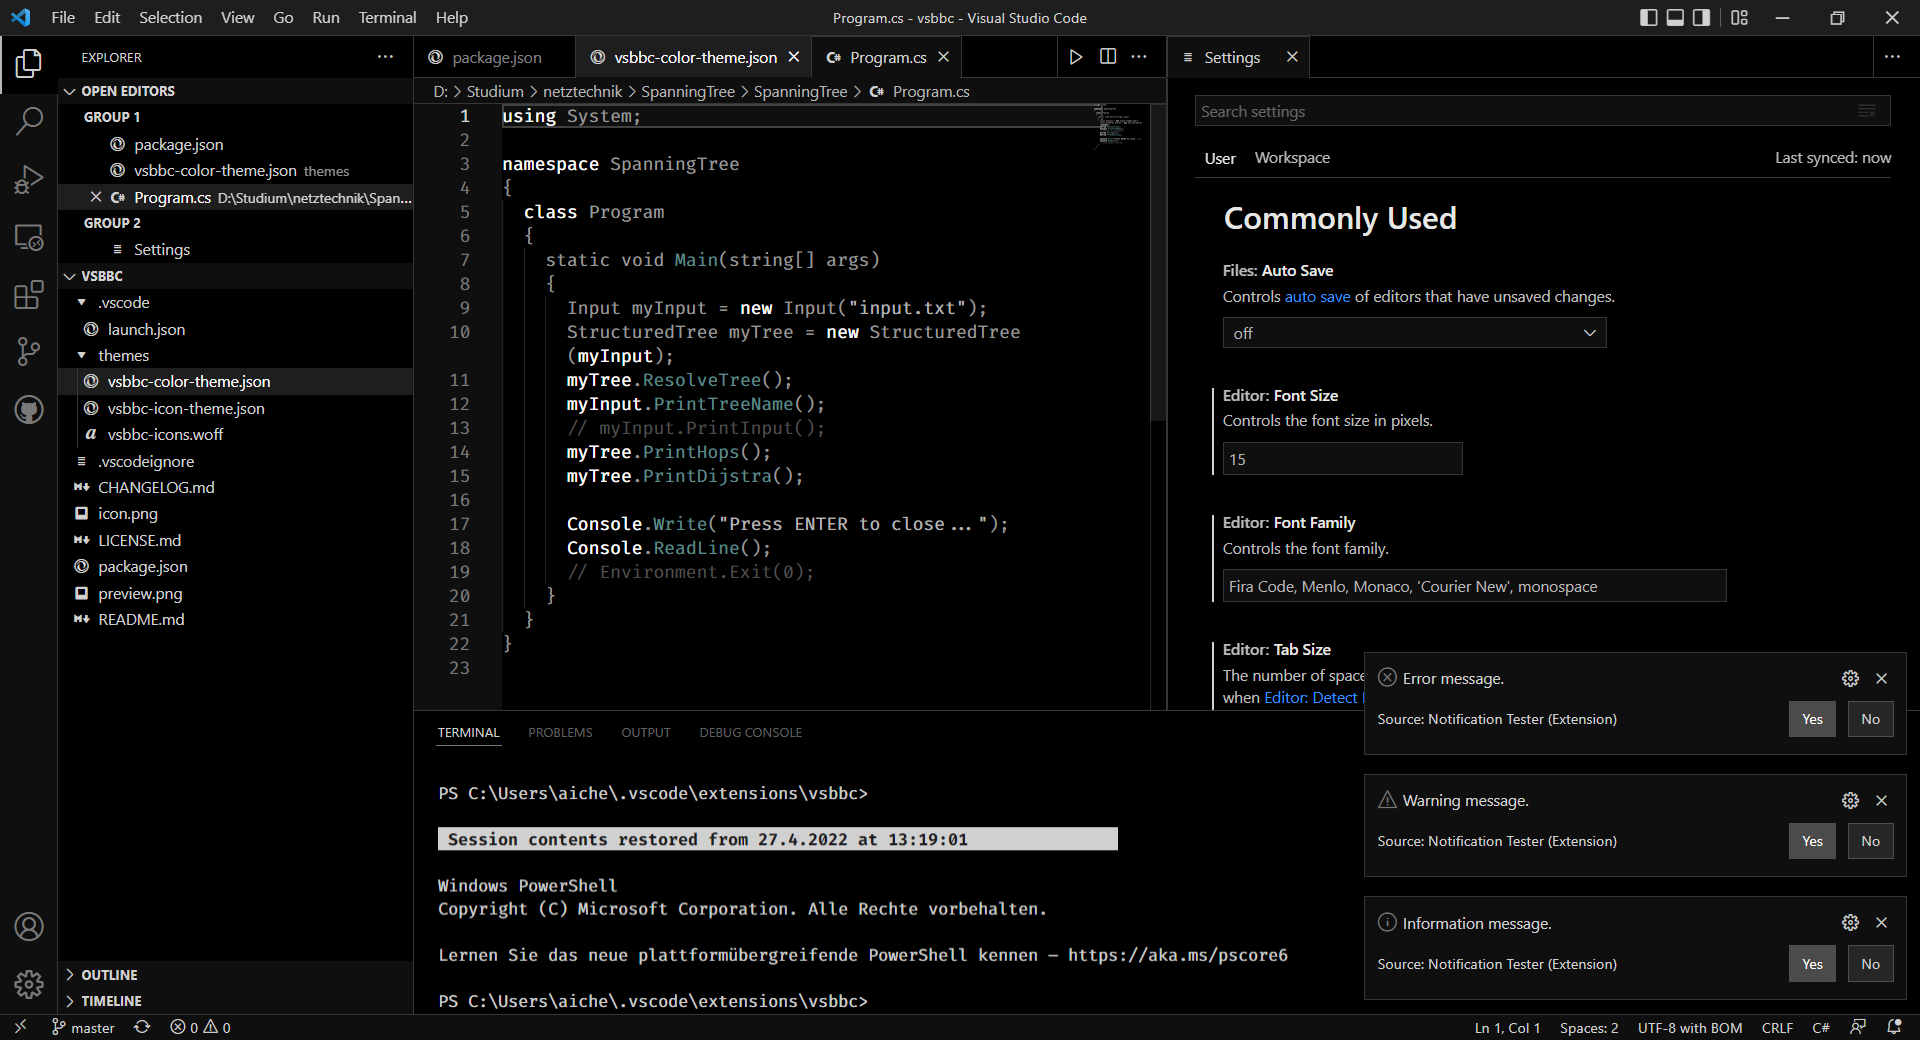 File Edit Selection View Go Run Terminal Help
Program.cs - vsbbc - Visual Studio Code
EXPLORER
OPEN EDITORS
GROUP 1
package.json
vsbbc-color-theme.json themes
Program.cs D:\Studium\netztechnik\Span...
GROUP 2
Settings
VSBBC
.vscode
launch.json
themes
vsbbc-color-theme.json
vsbbc-icon-theme.json
vsbbc-icons.woff
.vscodeignore
CHANGELOG.md
icon.png
LICENSE.md
package.json
preview.png
README.md
OUTLINE
TIMELINE
package.json vsbbc-color-theme.json Program.cs
D: > Studium > netztechnik > SpanningTree > SpanningTree > C# Program.cs
1 using System;
2
3 namespace SpanningTree
4 {
5 class Program
6 {
7 static void Main(string[] args)
8 {
9 Input myInput = new Input("input.txt");
10 StructuredTree myTree = new StructuredTree
(myInput);
11 myTree.ResolveTree();
12 myInput.PrintTreeName();
13 // myInput.PrintInput();
14 myTree.PrintHops();
15 myTree.PrintDijstra();
16
17 Console.Write("Press ENTER to close...");
18 Console.ReadLine();
19 // Environment.Exit(0);
20 }
21 }
22 }
23
Settings
Search settings
User Workspace Last synced: now
Commonly Used
Files: Auto Save
Controls auto save of editors that have unsaved changes.
off
Editor: Font Size
Controls the font size in pixels.
15
Editor: Font Family
Controls the font family.
Fira Code, Menlo, Monaco, 'Courier New', monospace
Editor: Tab Size
The number of space
when Editor: Detect
TERMINAL PROBLEMS OUTPUT DEBUG CONSOLE
PS C:\Users\aiche\.vscode\extensions\vsbbc>
Session contents restored from 27.4.2022 at 13:19:01
Windows PowerShell
Copyright (C) Microsoft Corporation. Alle Rechte vorbehalten.
Lernen Sie das neue plattformübergreifende PowerShell kennen – https://aka.ms/pscore6
PS C:\Users\aiche\.vscode\extensions\vsbbc>
Error message.
Source: Notification Tester (Extension) Yes No
Warning message.
Source: Notification Tester (Extension) Yes No
Information message.
Source: Notification Tester (Extension) Yes No
master 0 0
Ln 1, Col 1 Spaces: 2 UTF-8 with BOM CRLF C#